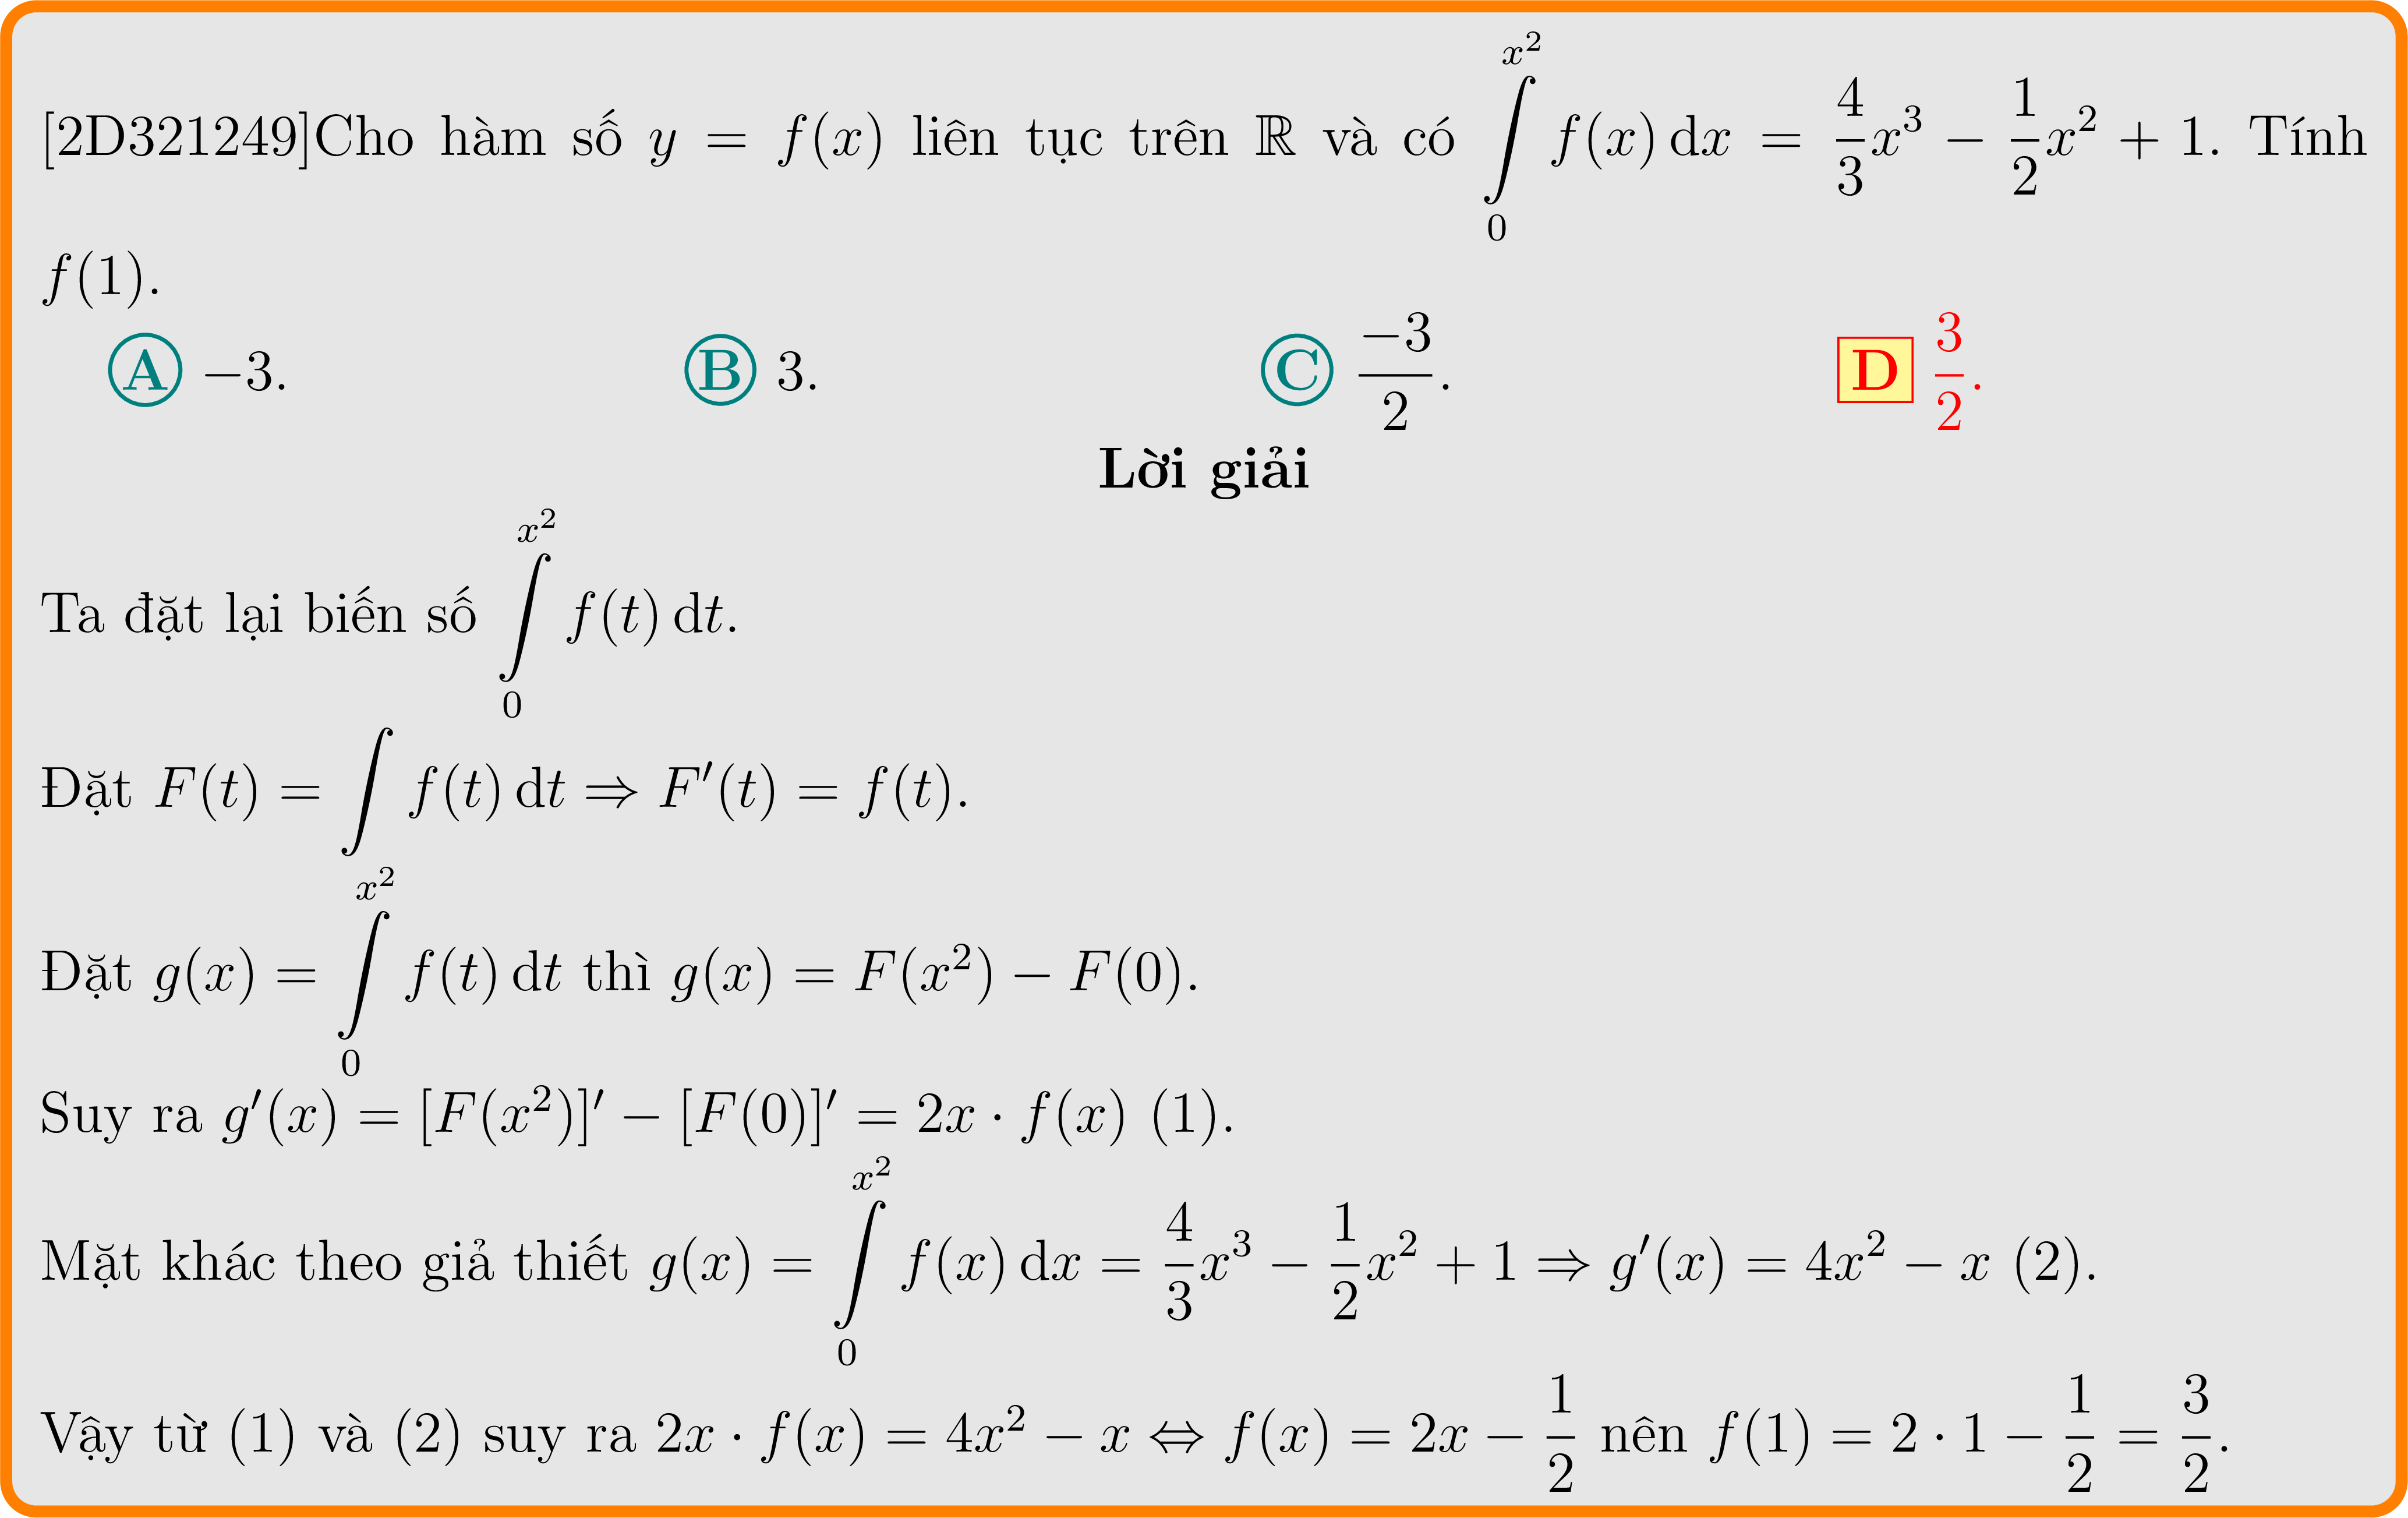 [2D321249]Cho hàm số $y = f(x)$ liên tục trên $\mathbb{R}$ và có $\int\limits_0^{x^2} f(x)\,\mathrm{d}x = \frac{4}{3}x^3 - \frac{1}{2}x^2 + 1$. Tính
$f(1)$.
A $-3$. B $3$. C $\frac{-3}{2}$. D $\frac{3}{2}$.
Lời giải
Ta đặt lại biến số $\int\limits_0^{x^2} f(t)\,\mathrm{d}t$.
Đặt $F(t) = \int f(t)\,\mathrm{d}t \Rightarrow F'(t) = f(t)$.
Đặt $g(x) = \int\limits_0^{x^2} f(t)\,\mathrm{d}t$ thì $g(x) = F(x^2) - F(0)$.
Suy ra $g'(x) = [F(x^2)]' - [F(0)]' = 2x \cdot f(x)$ (1).
Mặt khác theo giả thiết $g(x) = \int\limits_0^{x^2} f(x)\,\mathrm{d}x = \frac{4}{3}x^3 - \frac{1}{2}x^2 + 1 \Rightarrow g'(x) = 4x^2 - x$ (2).
Vậy từ (1) và (2) suy ra $2x \cdot f(x) = 4x^2 - x \Leftrightarrow f(x) = 2x - \frac{1}{2}$ nên $f(1) = 2 \cdot 1 - \frac{1}{2} = \frac{3}{2}$.